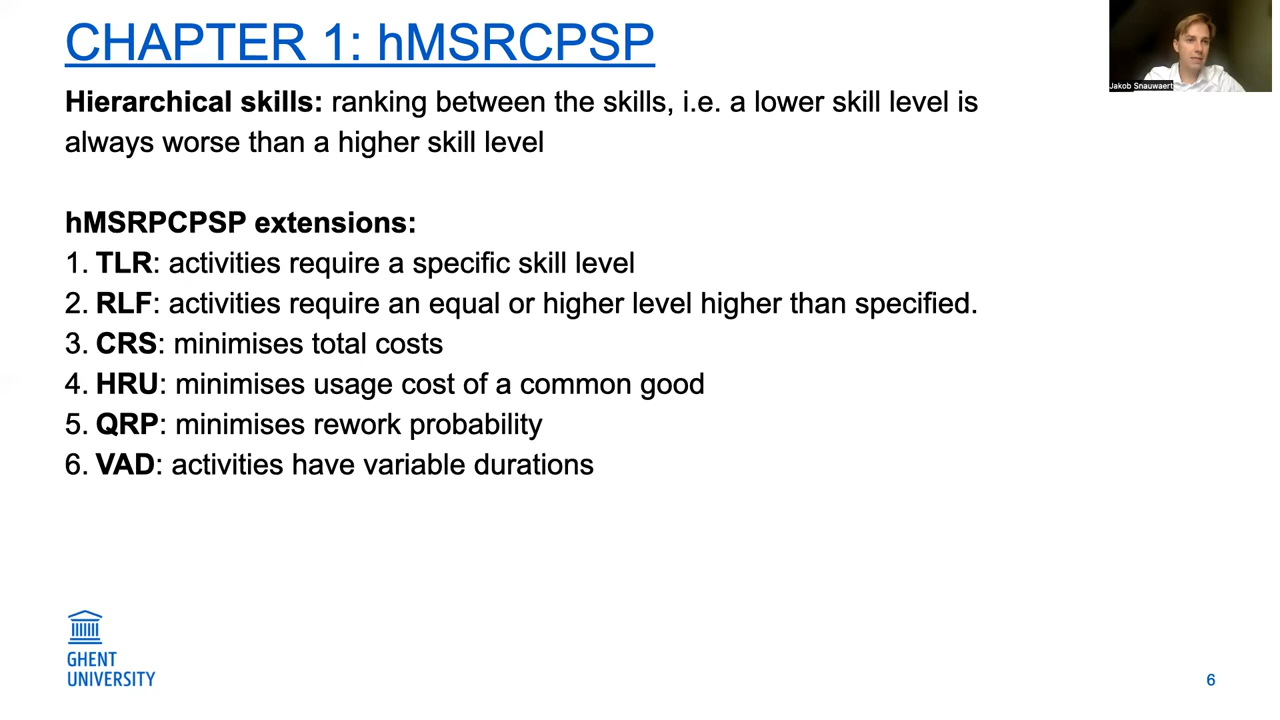 CHAPTER 1: hMSRCPSP
Jakob Snauwaert
Hierarchical skills: ranking between the skills, i.e. a lower skill level is
always worse than a higher skill level
hMSRPCPSP extensions:
1. TLR: activities require a specific skill level
2. RLF: activities require an equal or higher level higher than specified.
3. CRS: minimises total costs
4. HRU: minimises usage cost of a common good
5. QRP: minimises rework probability
6. VAD: activities have variable durations
GHENT
UNIVERSITY
6